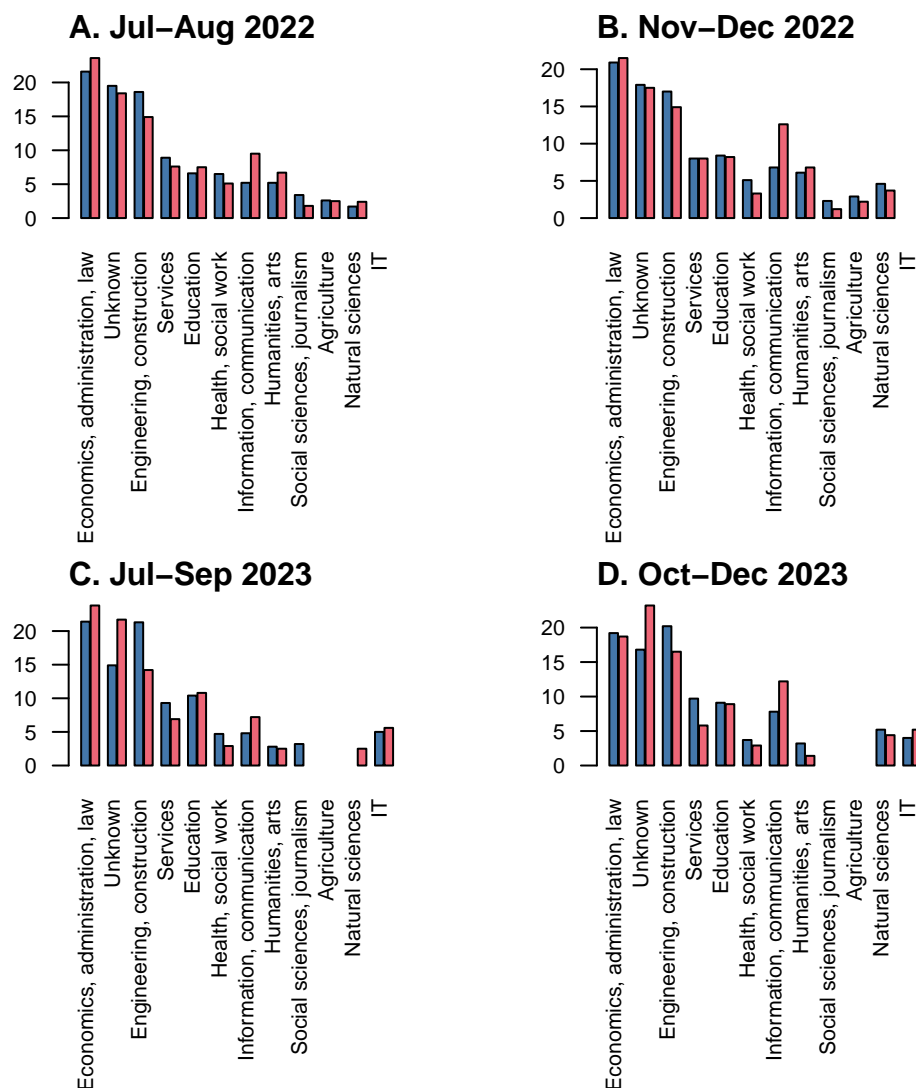 A. Jul–Aug 2022
20
15
10
5
0
Economics, administration, law
Unknown
Engineering, construction
Services
Education
Health, social work
Information, communication
Humanities, arts
Social sciences, journalism
Agriculture
Natural sciences
IT
B. Nov–Dec 2022
20
15
10
5
0
Economics, administration, law
Unknown
Engineering, construction
Services
Education
Health, social work
Information, communication
Humanities, arts
Social sciences, journalism
Agriculture
Natural sciences
IT
C. Jul–Sep 2023
20
15
10
5
0
Economics, administration, law
Unknown
Engineering, construction
Services
Education
Health, social work
Information, communication
Humanities, arts
Social sciences, journalism
Agriculture
Natural sciences
IT
D. Oct–Dec 2023
20
15
10
5
0
Economics, administration, law
Unknown
Engineering, construction
Services
Education
Health, social work
Information, communication
Humanities, arts
Social sciences, journalism
Agriculture
Natural sciences
IT